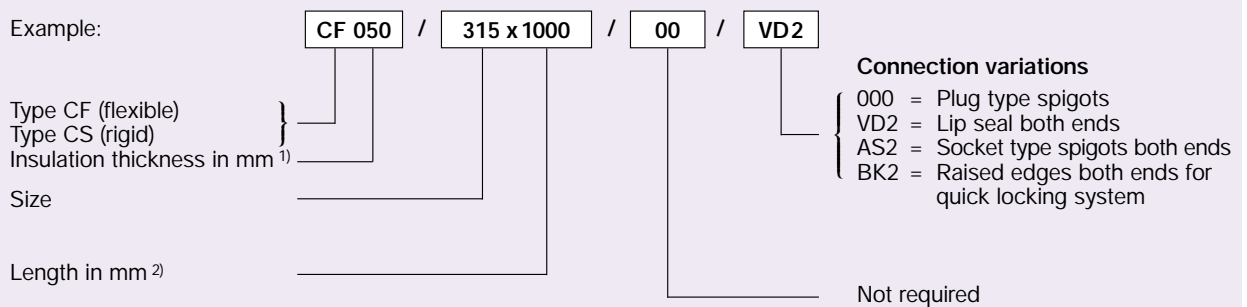 Example: CF 050 / 315 x 1000 / 00 / VD2
Connection variations
Type CF (flexible)
Type CS (rigid)
Insulation thickness in mm 1)
Size
Length in mm 2)
000 = Plug type spigots
VD2 = Lip seal both ends
AS2 = Socket type spigots both ends
BK2 = Raised edges both ends for
quick locking system
Not required